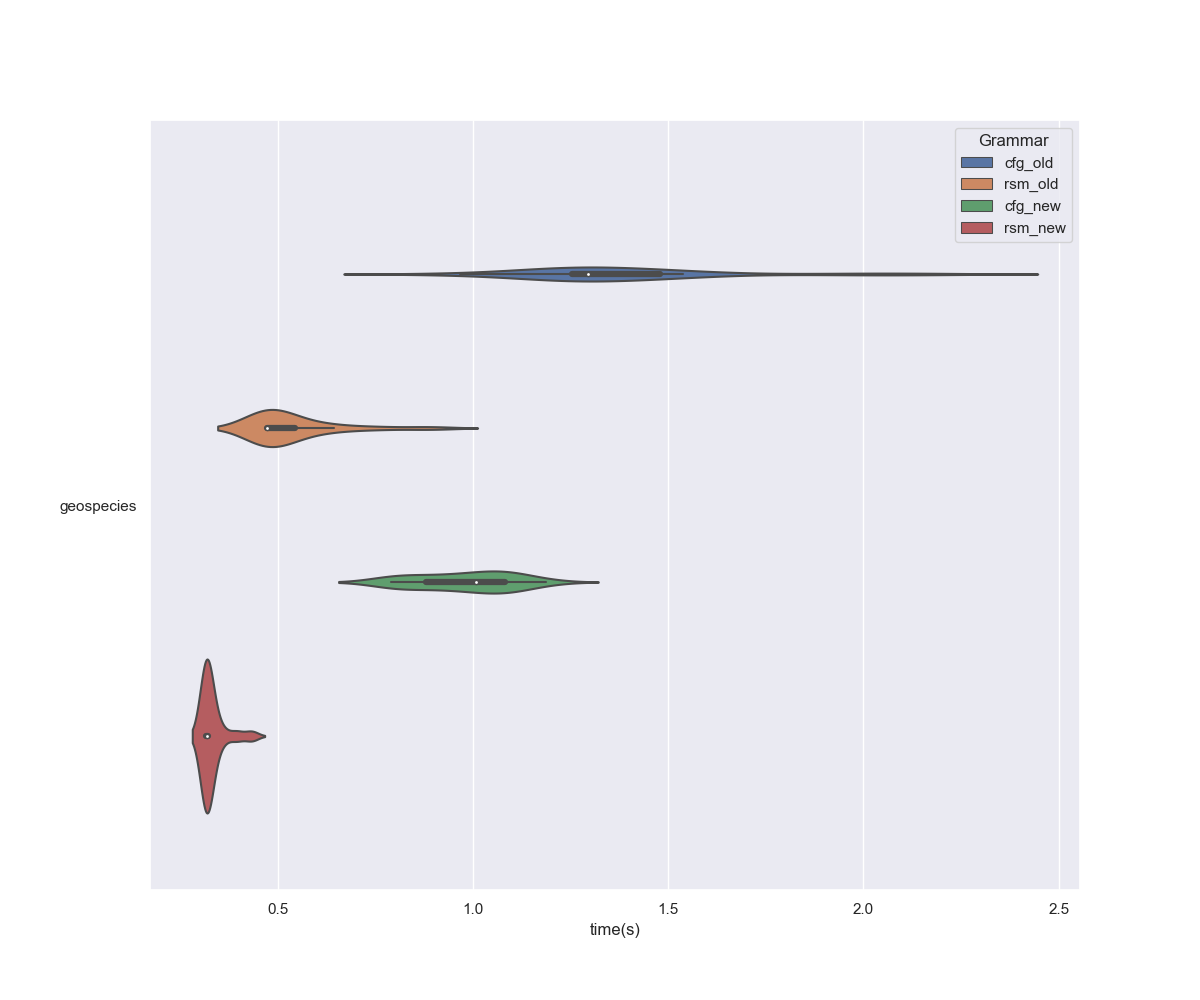 Grammar
cfg_old
rsm_old
cfg_new
rsm_new
geospecies
0.5 1.0 1.5 2.0 2.5
time(s)